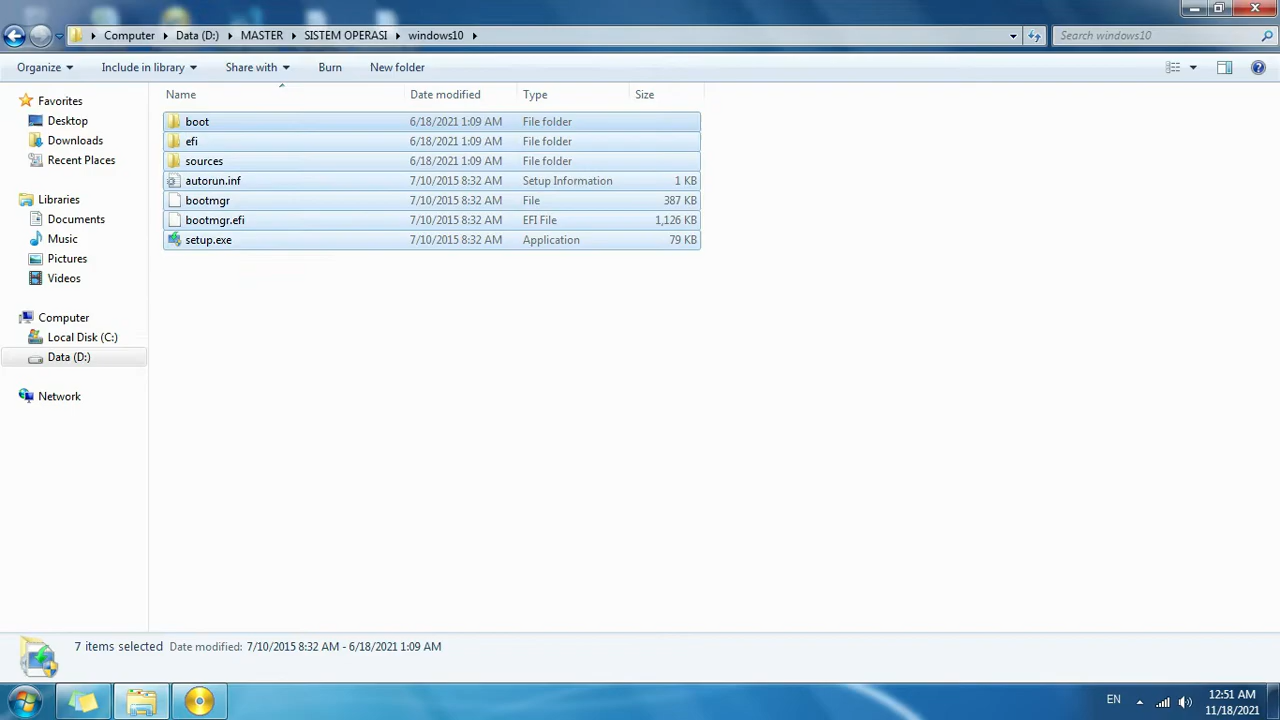 Computer Data (D:) MASTER SISTEM OPERASI windows10 Search windows10
Organize Include in library Share with Burn New folder
Name Date modified Type Size
Favorites
Desktop
Downloads
Recent Places
Libraries
Documents
Music
Pictures
Videos
Computer
Local Disk (C:)
Data (D:)
Network
boot 6/18/2021 1:09 AM File folder
efi 6/18/2021 1:09 AM File folder
sources 6/18/2021 1:09 AM File folder
autorun.inf 7/10/2015 8:32 AM Setup Information 1 KB
bootmgr 7/10/2015 8:32 AM File 387 KB
bootmgr.efi 7/10/2015 8:32 AM EFI File 1,126 KB
setup.exe 7/10/2015 8:32 AM Application 79 KB
7 items selected Date modified: 7/10/2015 8:32 AM - 6/18/2021 1:09 AM
EN 12:51 AM
11/18/2021